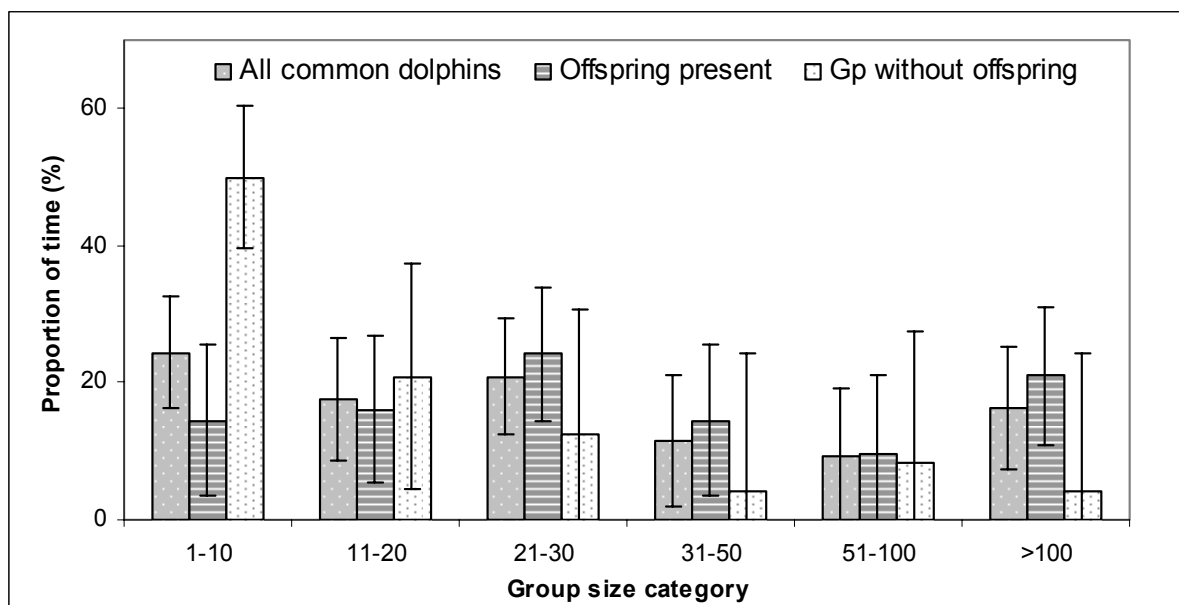 All common dolphins Offspring present Gp without offspring
Proportion of time (%)
60
40
20
0
1-10 11-20 21-30 31-50 51-100 >100
Group size category